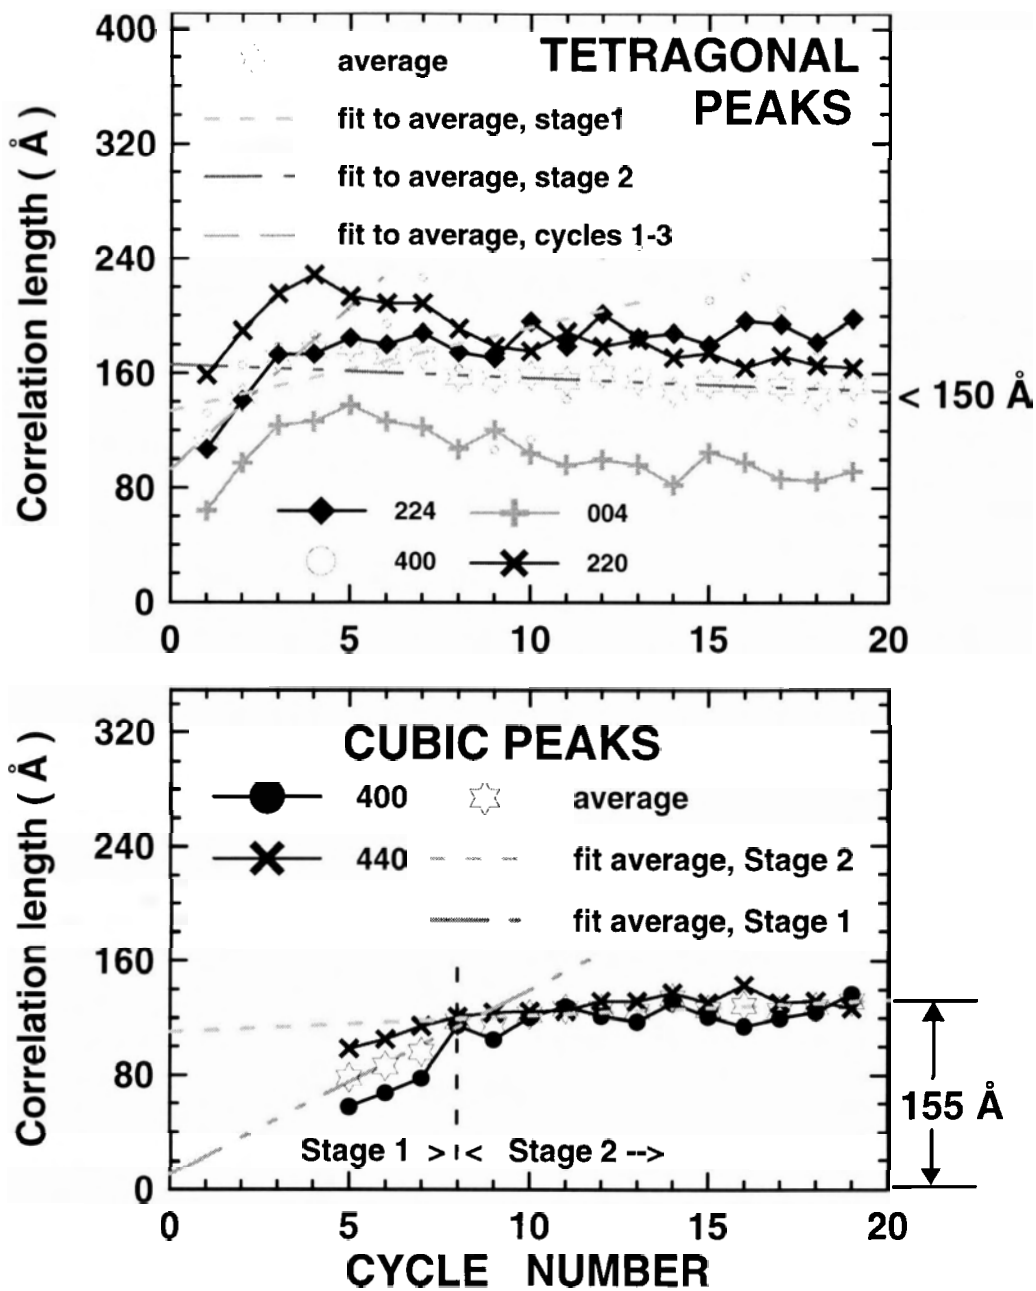 TETRAGONAL
PEAKS
average
fit to average, stage1
fit to average, stage 2
fit to average, cycles 1-3
Correlation length ( Å )
400
320
240
160
80
0
< 150 Å
224
004
400
220
0 5 10 15 20
CUBIC PEAKS
400
average
440
fit average, Stage 2
fit average, Stage 1
Correlation length ( Å )
320
240
160
80
0
155 Å
Stage 1 > < Stage 2 -->
0 5 10 15 20
CYCLE NUMBER